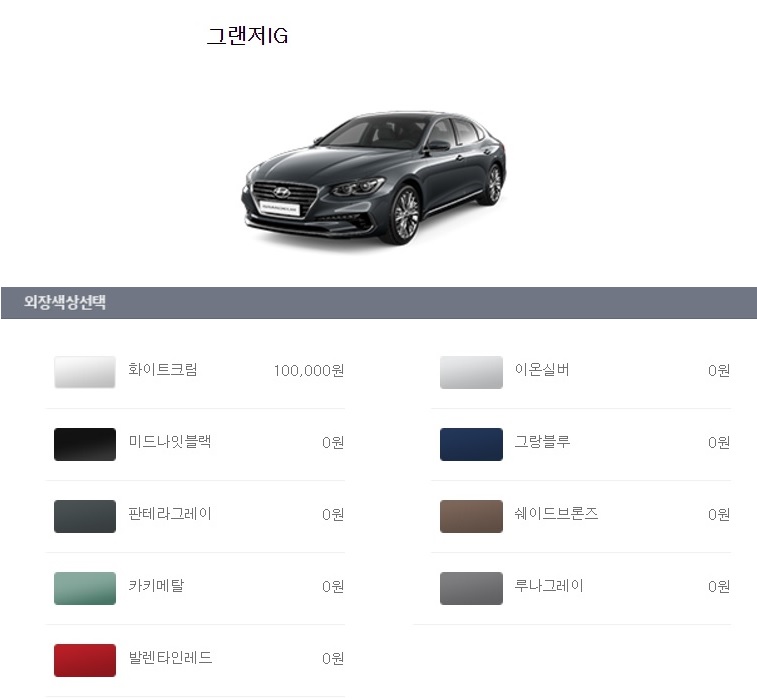 그랜저IG
외장색상선택
화이트크림 100,000원
이온실버 0원
미드나잇블랙 0원
그랑블루 0원
판테라그레이 0원
쉐이드브론즈 0원
카키메탈 0원
루나그레이 0원
발렌타인레드 0원